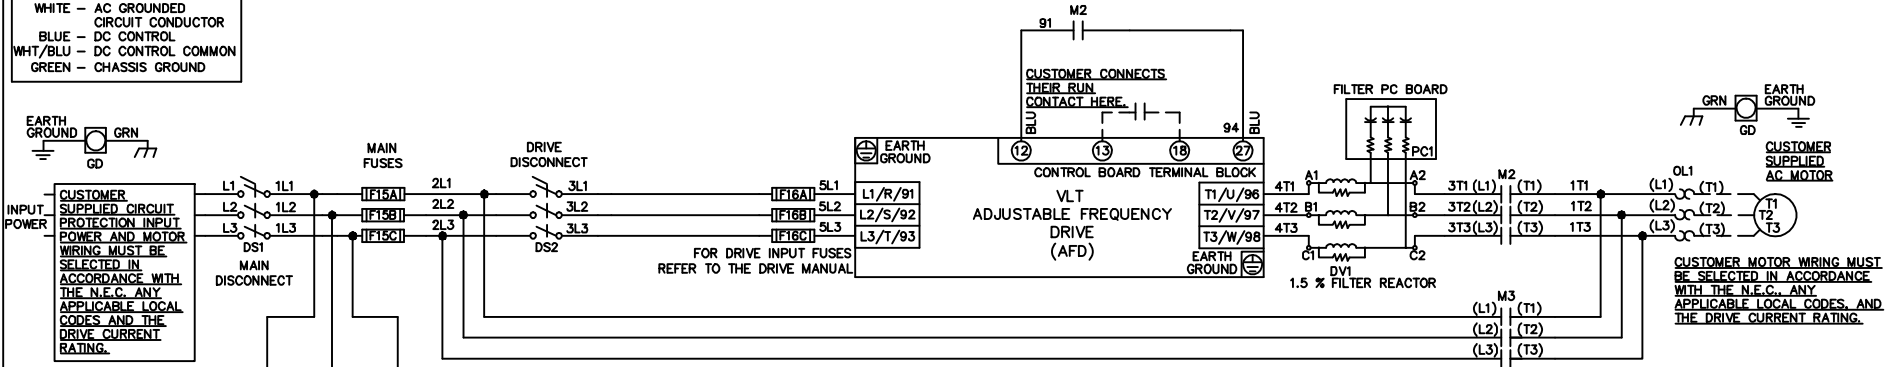 WHITE – AC GROUNDED
CIRCUIT CONDUCTOR
BLUE – DC CONTROL
WHT/BLU – DC CONTROL COMMON
GREEN – CHASSIS GROUND
EARTH
GROUND
GRN
GD
INPUT
POWER
CUSTOMER
SUPPLIED CIRCUIT
PROTECTION INPUT
POWER AND MOTOR
WIRING MUST BE
SELECTED IN
ACCORDANCE WITH
THE N.E.C. ANY
APPLICABLE LOCAL
CODES AND THE
DRIVE CURRENT
RATING.
L1
L2
L3
1L1
1L2
1L3
DS1
MAIN
DISCONNECT
MAIN
FUSES
F15A
F15B
F15C
2L1
2L2
2L3
DRIVE
DISCONNECT
3L1
3L2
3L3
DS2
F16A
F16B
F16C
5L1
5L2
5L3
FOR DRIVE INPUT FUSES
REFER TO THE DRIVE MANUAL
EARTH
GROUND
L1/R/91
L2/S/92
L3/T/93
M2
91
CUSTOMER CONNECTS
THEIR RUN
CONTACT HERE.
BLU
94
BLU
12
13
18
27
CONTROL BOARD TERMINAL BLOCK
VLT
ADJUSTABLE FREQUENCY
DRIVE
(AFD)
T1/U/96
T2/V/97
T3/W/98
EARTH
GROUND
4T1
4T2
4T3
FILTER PC BOARD
PC1
A1
A2
B1
B2
C1
C2
DV1
1.5 % FILTER REACTOR
3T1 (L1)
3T2(L2)
3T3(L3)
M2
(T1)
(T2)
(T3)
1T1
1T2
1T3
M3
(L1)
(T1)
(L2)
(T2)
(L3)
(T3)
GRN
EARTH
GROUND
GD
CUSTOMER
SUPPLIED
AC MOTOR
OL1
(L1)
(T1)
(L2)
(T2)
(L3)
(T3)
T1
T2
T3
CUSTOMER MOTOR WIRING MUST
BE SELECTED IN ACCORDANCE
WITH THE N.E.C., ANY
APPLICABLE LOCAL CODES, AND
THE DRIVE CURRENT RATING.